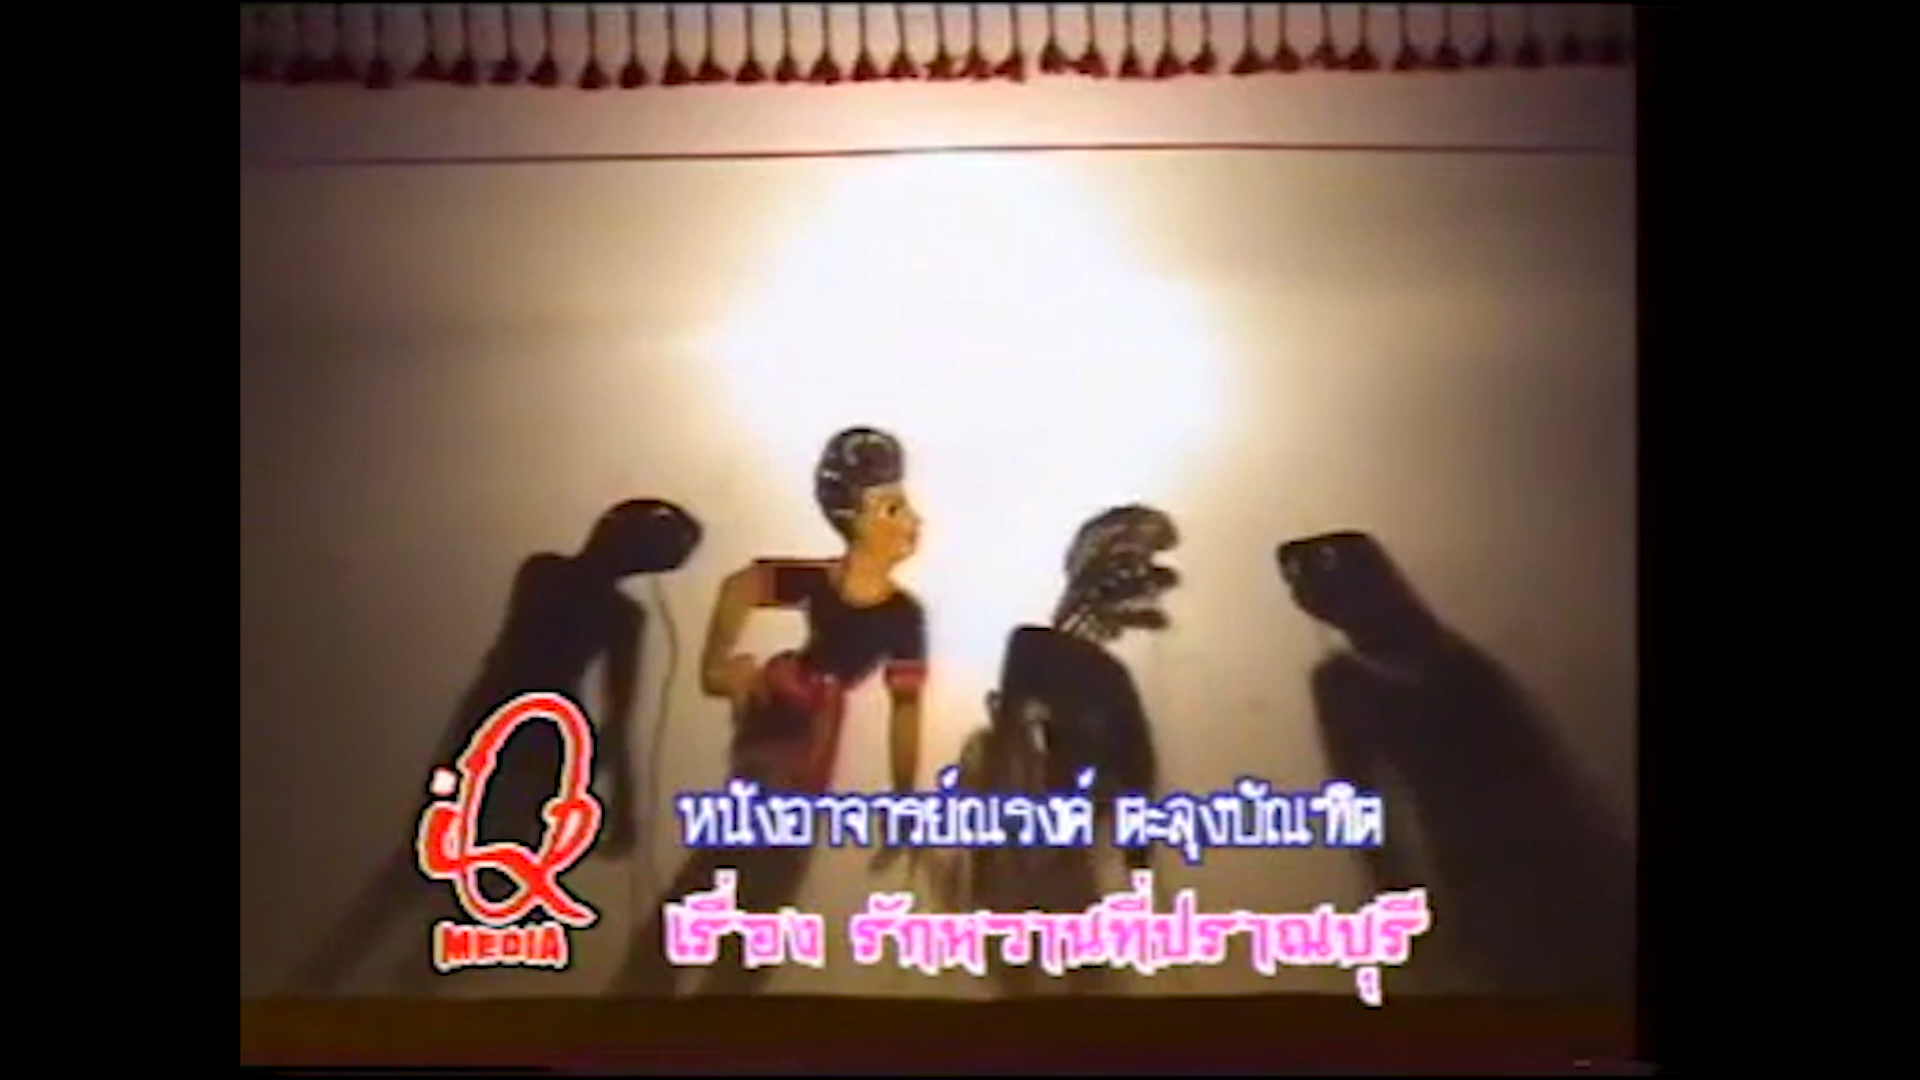 หนังอาจารย์ณรงค์ ตะลุงบัณฑิต
เรื่อง รักหวานที่ปราณบุรี
iQ
MEDIA